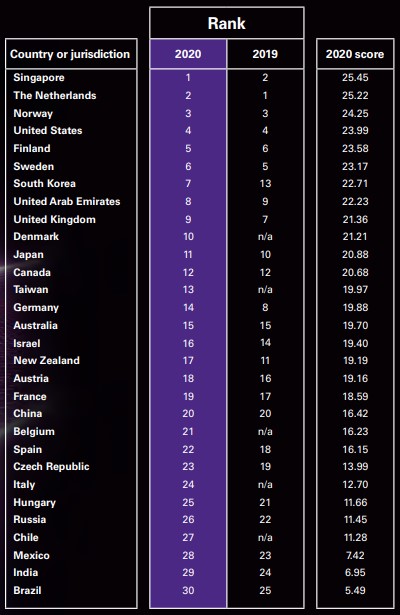 Rank
Country or jurisdiction 2020 2019 2020 score
Singapore 1 2 25.45
The Netherlands 2 1 25.22
Norway 3 3 24.25
United States 4 4 23.99
Finland 5 6 23.58
Sweden 6 5 23.17
South Korea 7 13 22.71
United Arab Emirates 8 9 22.23
United Kingdom 9 7 21.36
Denmark 10 n/a 21.21
Japan 11 10 20.88
Canada 12 12 20.68
Taiwan 13 n/a 19.97
Germany 14 8 19.88
Australia 15 15 19.70
Israel 16 14 19.40
New Zealand 17 11 19.19
Austria 18 16 19.16
France 19 17 18.59
China 20 20 16.42
Belgium 21 n/a 16.23
Spain 22 18 16.15
Czech Republic 23 19 13.99
Italy 24 n/a 12.70
Hungary 25 21 11.66
Russia 26 22 11.45
Chile 27 n/a 11.28
Mexico 28 23 7.42
India 29 24 6.95
Brazil 30 25 5.49